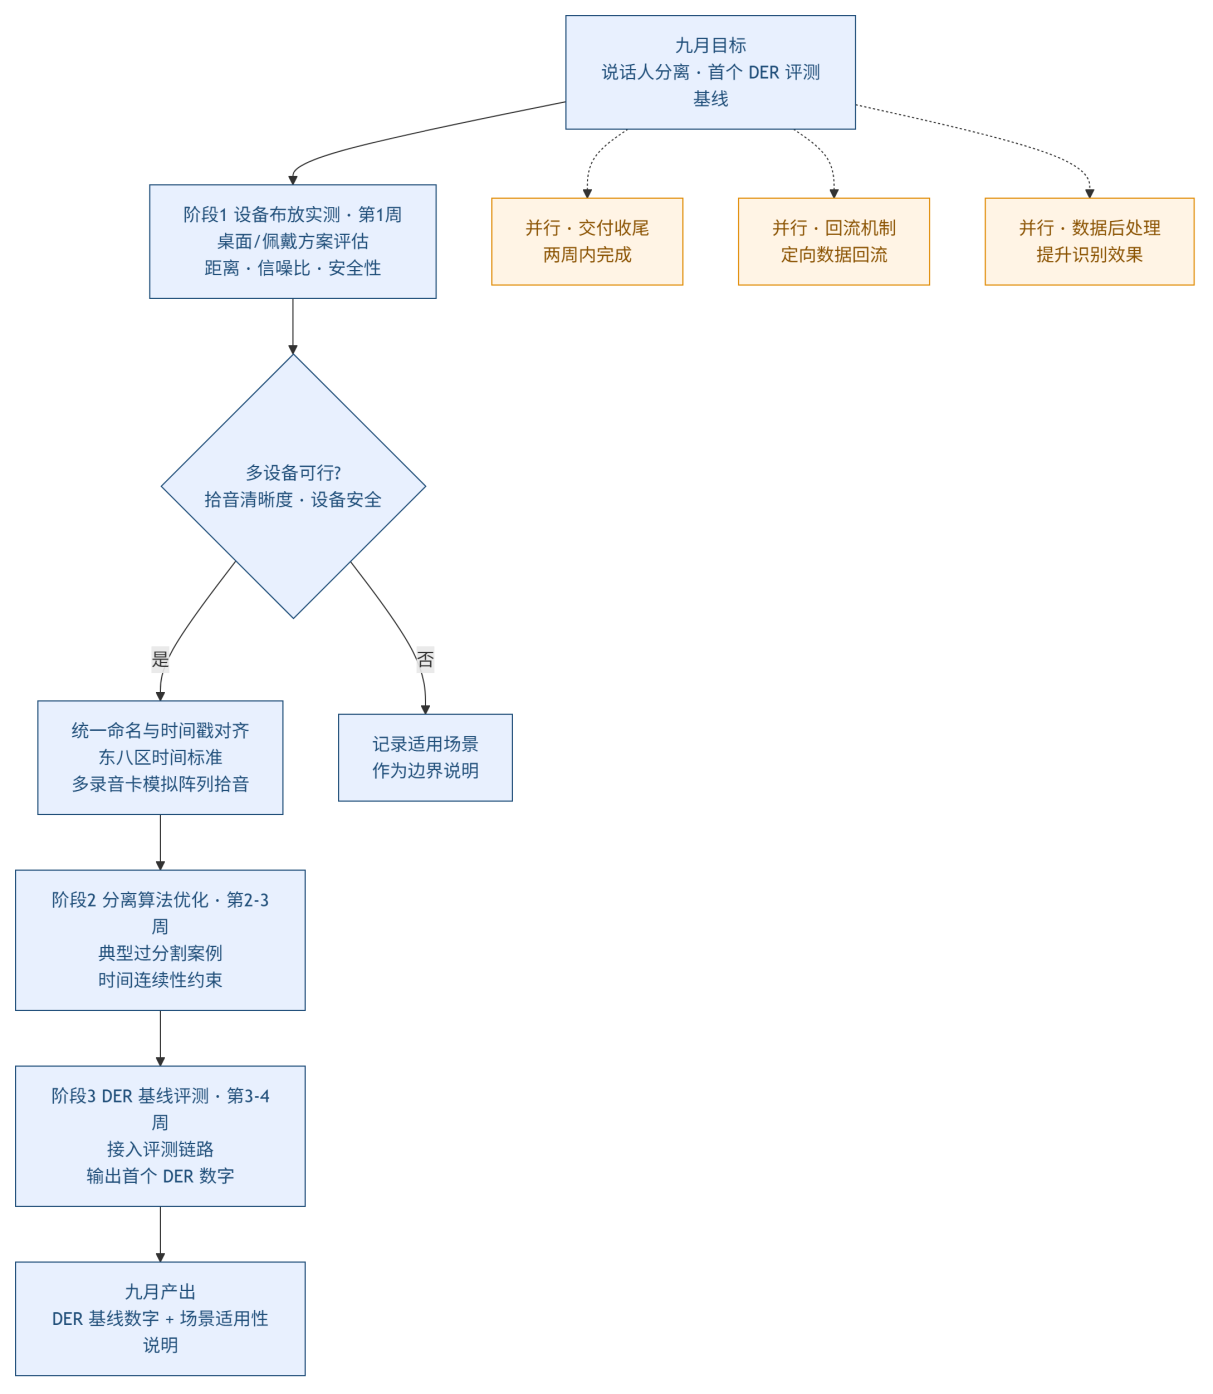 九月目标
说话人分离·首个 DER 评测
基线
阶段1 设备布放实测·第1周
桌面/佩戴方案评估
距离·信噪比·安全性
并行·交付收尾
两周内完成
并行·回流机制
定向数据回流
并行·数据后处理
提升识别效果
多设备可行?
拾音清晰度·设备安全
是
否
统一命名与时间戳对齐
东八区时间标准
多录音卡模拟阵列拾音
记录适用场景
作为边界说明
阶段2 分离算法优化·第2-3
周
典型过分割案例
时间连续性约束
阶段3 DER 基线评测·第3-4
周
接入评测链路
输出首个 DER 数字
九月产出
DER 基线数字 + 场景适用性
说明